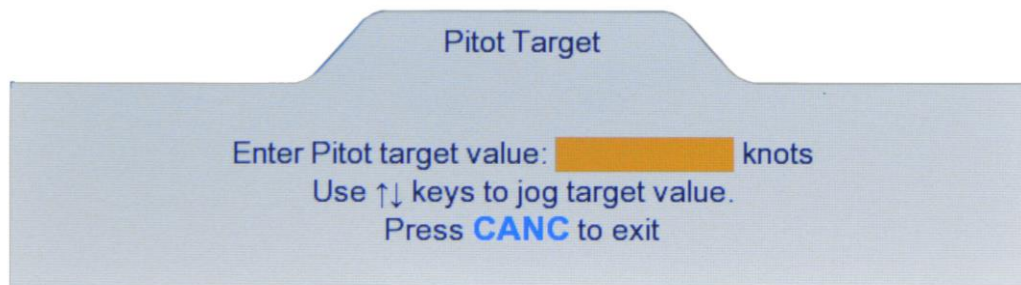 Pitot Target
Enter Pitot target value: knots
Use ↑↓ keys to jog target value.
Press CANC to exit